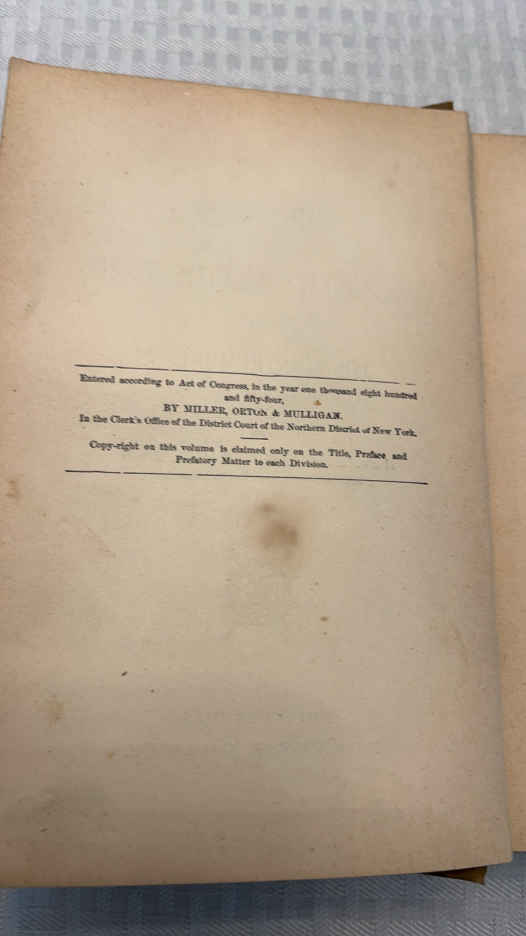 Entered according to Act of Congress, in the year one thousand eight hundred
and fifty-four,
BY MILLER, ORTON & MULLIGAN,
In the Clerk's Office of the District Court of the Northern District of New York.
Copy-right on this volume is claimed only on the Title, Preface, and
Prefatory Matter to each Division.